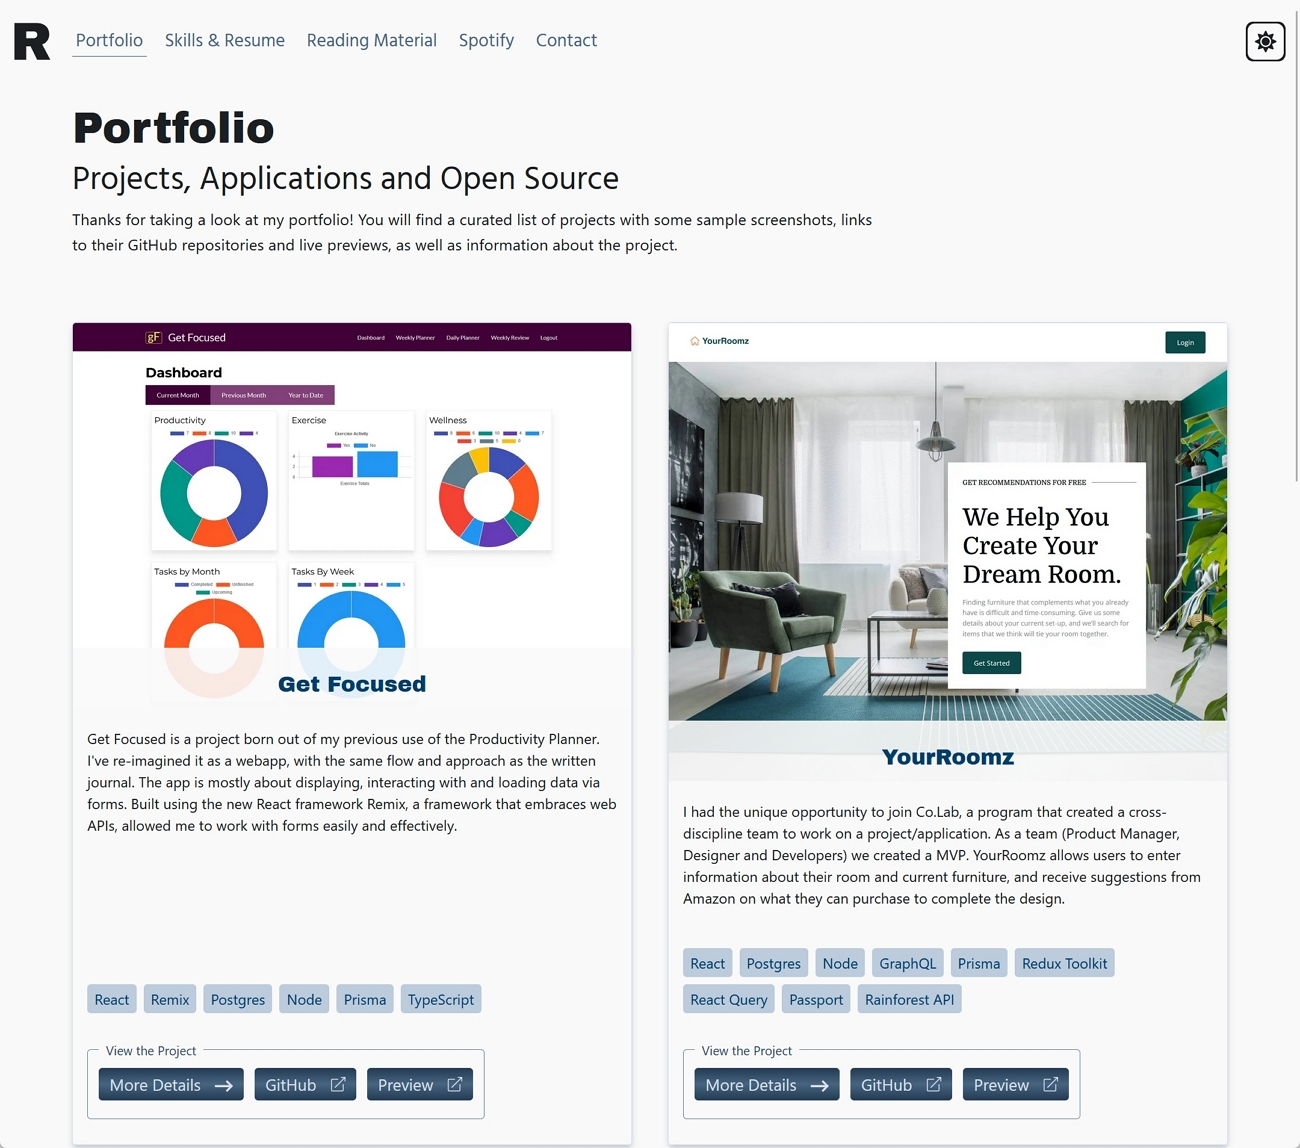 R
Portfolio
Skills & Resume
Reading Material
Spotify
Contact
Portfolio
Projects, Applications and Open Source
Thanks for taking a look at my portfolio! You will find a curated list of projects with some sample screenshots, links
to their GitHub repositories and live previews, as well as information about the project.
gF Get Focused
Dashboard
Weekly Planner
Daily Planner
Weekly Review
Logout
Dashboard
Current Month
Previous Month
Year to Date
Productivity
7 8 10 4
Exercise
Exercise Activity
Yes No
4
2
0
Exercise Totals
Wellness
Tasks by Month
Completed Unfinished
Upcoming
Tasks By Week
1 2 3 4 5
Get Focused
Get Focused is a project born out of my previous use of the Productivity Planner.
I've re-imagined it as a webapp, with the same flow and approach as the written
journal. The app is mostly about displaying, interacting with and loading data via
forms. Built using the new React framework Remix, a framework that embraces web
APIs, allowed me to work with forms easily and effectively.
React Remix Postgres Node Prisma TypeScript
View the Project
More Details → GitHub Preview
YourRoomz
Login
GET RECOMMENDATIONS FOR FREE
We Help You
Create Your
Dream Room.
Finding furniture that complements what you already
have is difficult and time-consuming. Give us some
details about your current set-up, and we'll search for
items that we think will tie your room together.
Get Started
YourRoomz
I had the unique opportunity to join Co.Lab, a program that created a cross-
discipline team to work on a project/application. As a team (Product Manager,
Designer and Developers) we created a MVP. YourRoomz allows users to enter
information about their room and current furniture, and receive suggestions from
Amazon on what they can purchase to complete the design.
React Postgres Node GraphQL Prisma Redux Toolkit
React Query Passport Rainforest API
View the Project
More Details → GitHub Preview